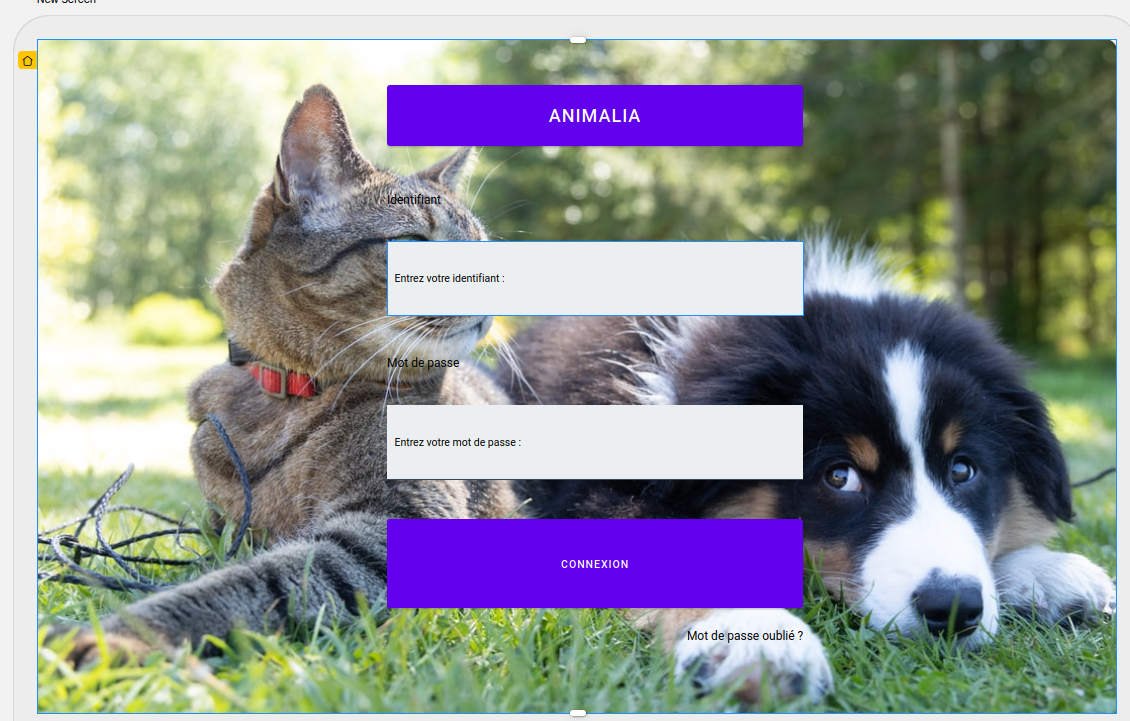 New Screen
ANIMALIA
Identifiant
Entrez votre identifiant :
Mot de passe
Entrez votre mot de passe :
CONNEXION
Mot de passe oublié ?